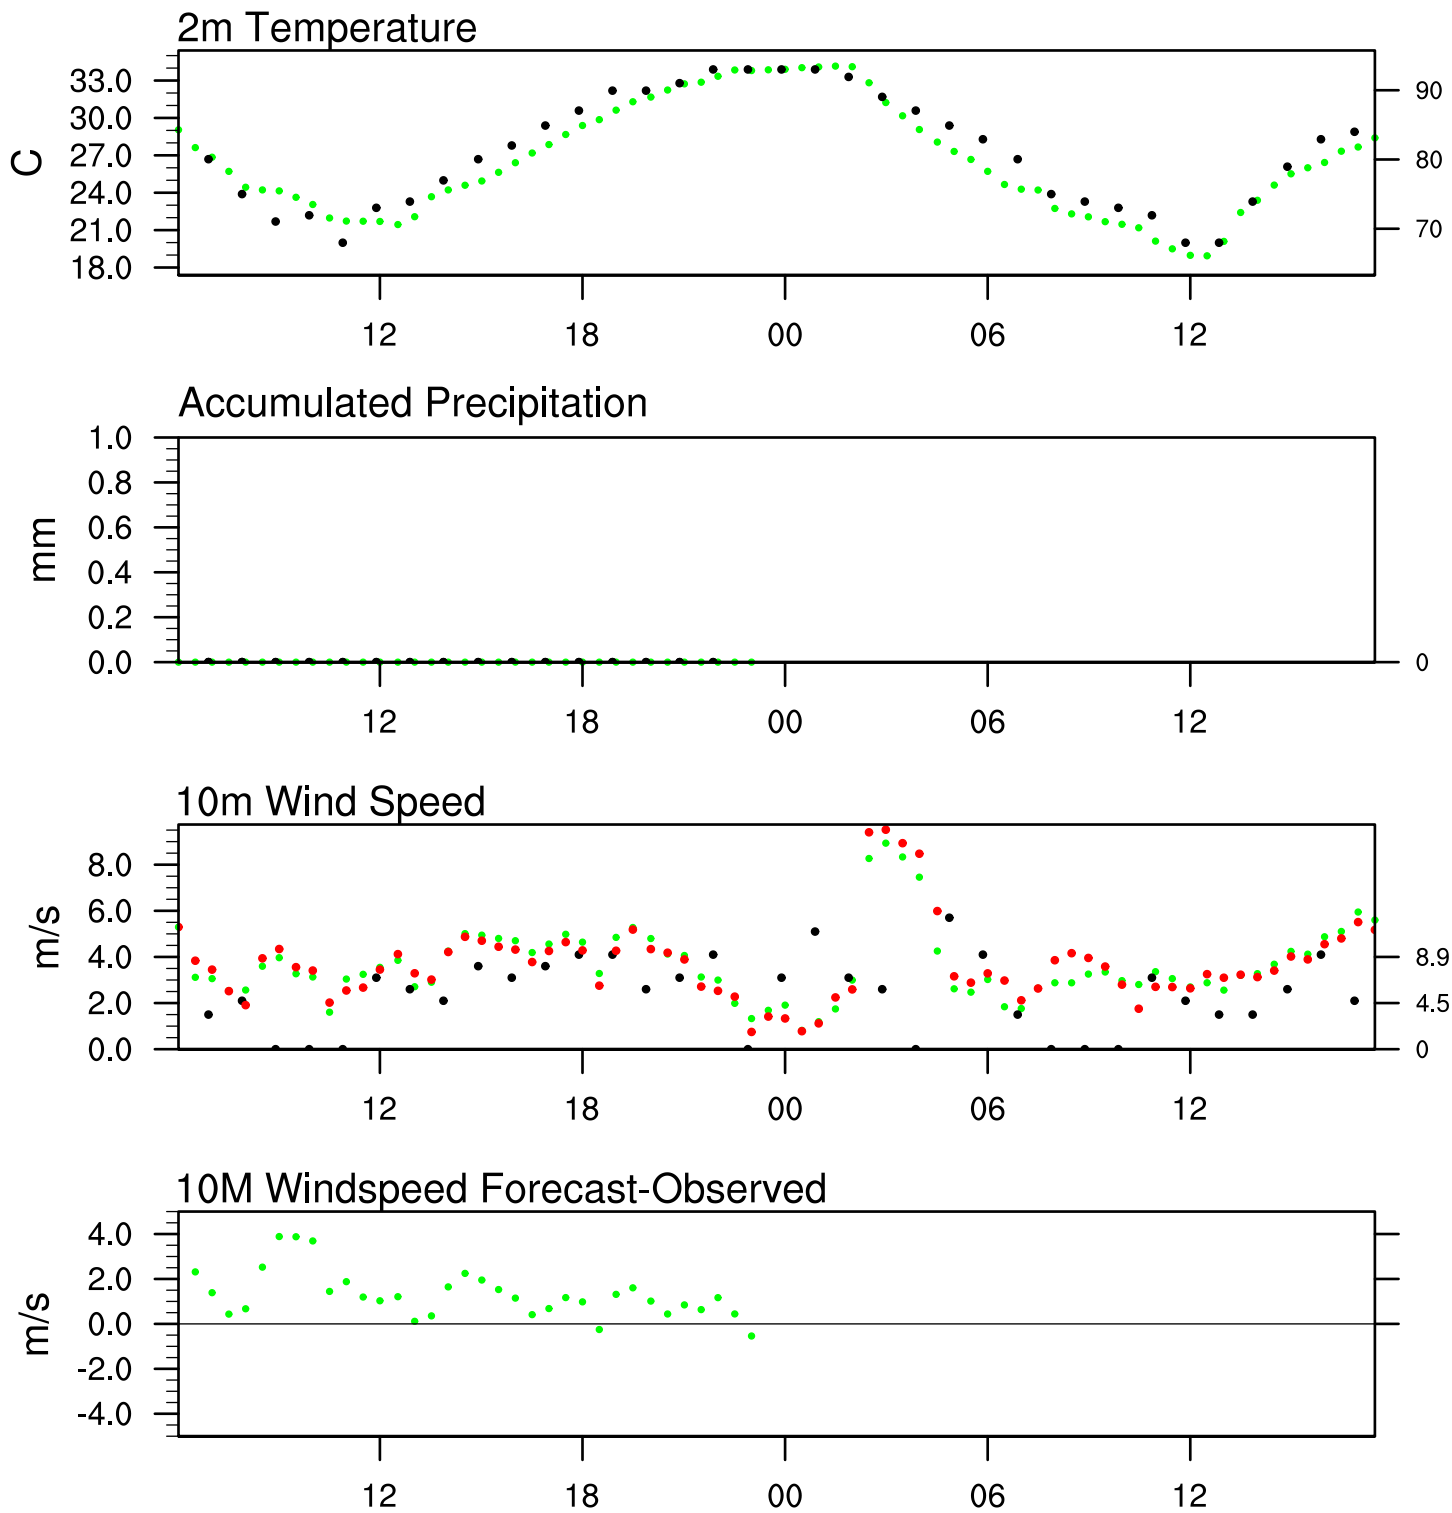 2m Temperature
33.0
30.0
27.0
24.0
21.0
18.0
C
90
80
70
12 18 00 06 12
Accumulated Precipitation
1.0
0.8
0.6
0.4
0.2
0.0
mm
0
12 18 00 06 12
10m Wind Speed
8.0
6.0
4.0
2.0
0.0
m/s
8.9
4.5
0
12 18 00 06 12
10M Windspeed Forecast-Observed
4.0
2.0
0.0
-2.0
-4.0
m/s
12 18 00 06 12